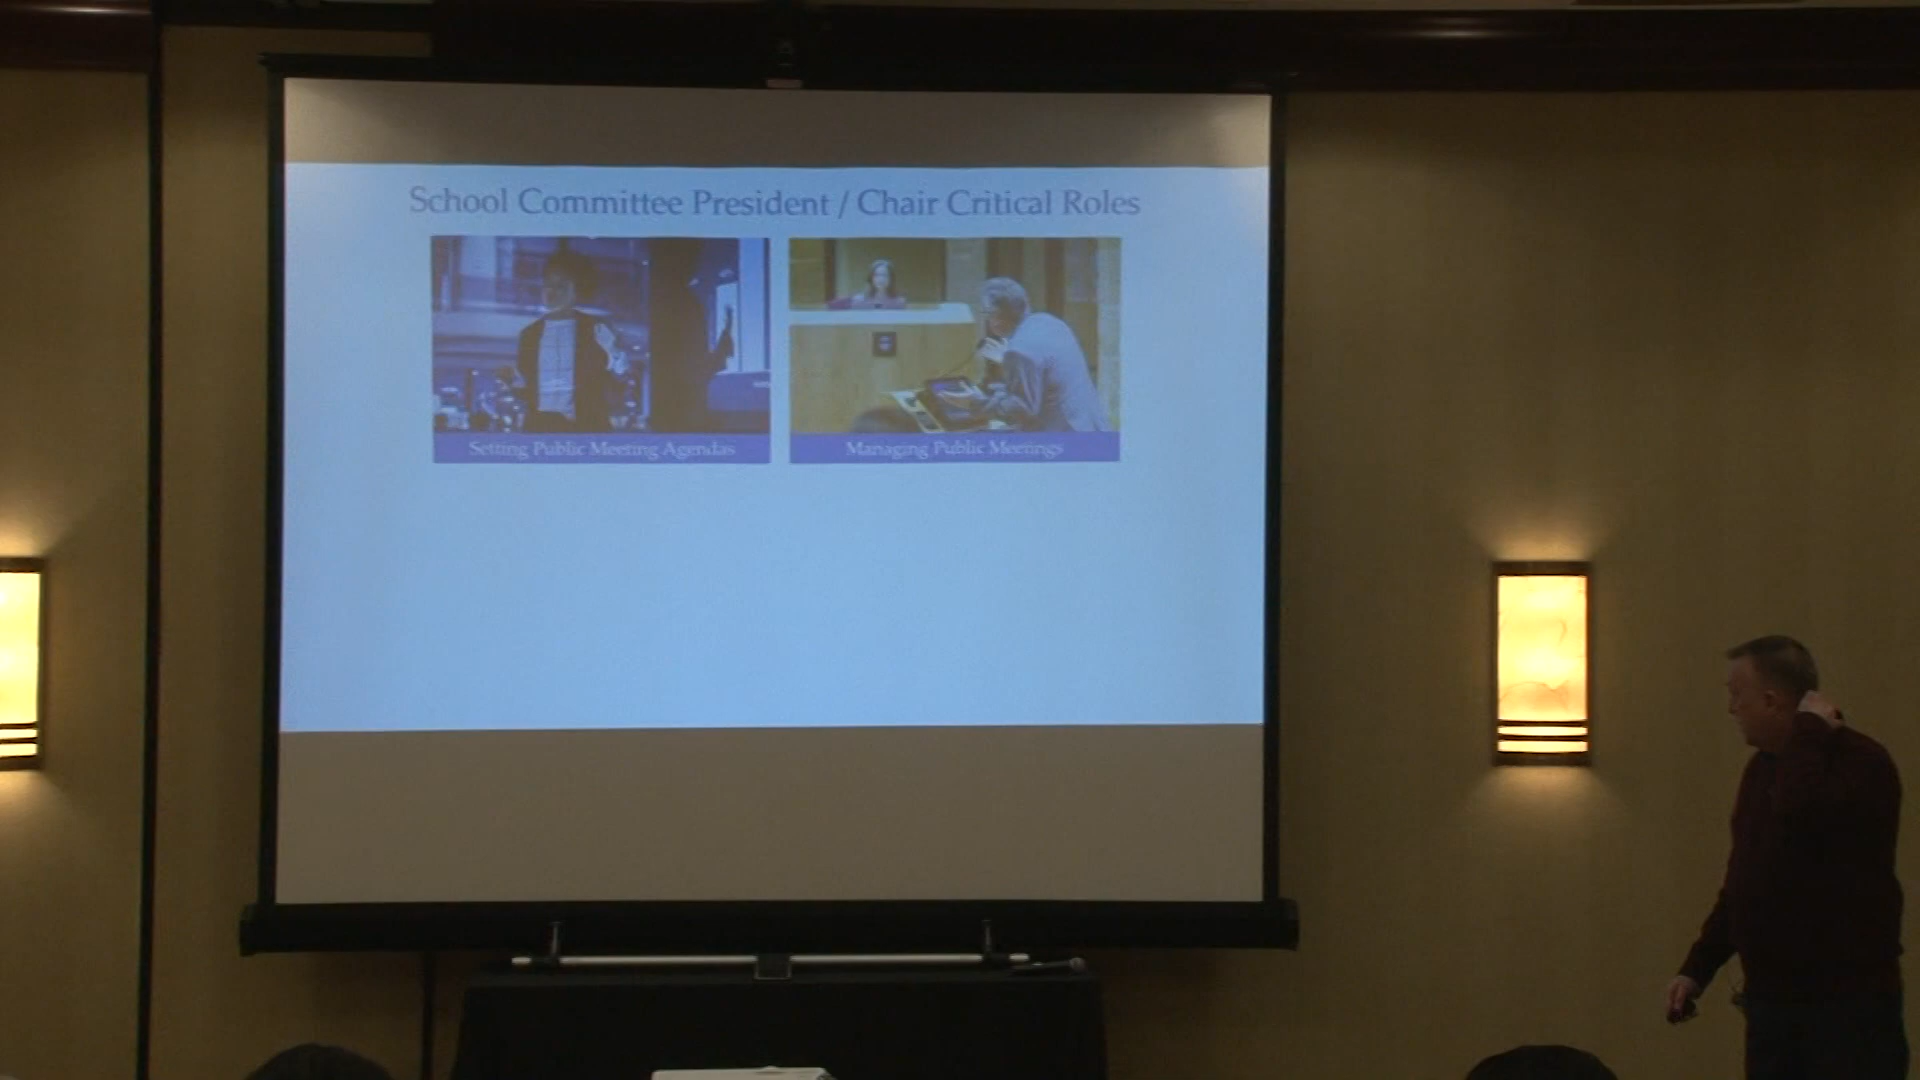 School Committee President / Chair Critical Roles
Setting Public Meeting Agendas
Managing Public Meetings